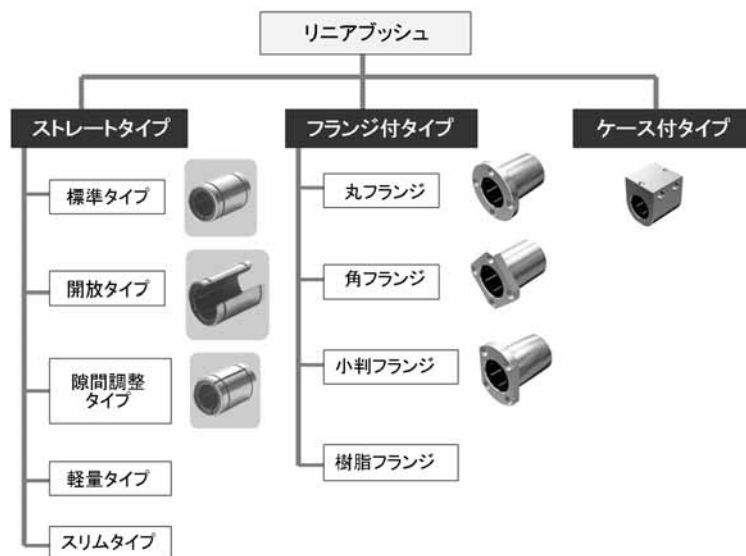 リニアブッシュ
ストレートタイプ
フランジ付タイプ
ケース付タイプ
標準タイプ
丸フランジ
開放タイプ
角フランジ
隙間調整
タイプ
小判フランジ
軽量タイプ
樹脂フランジ
スリムタイプ